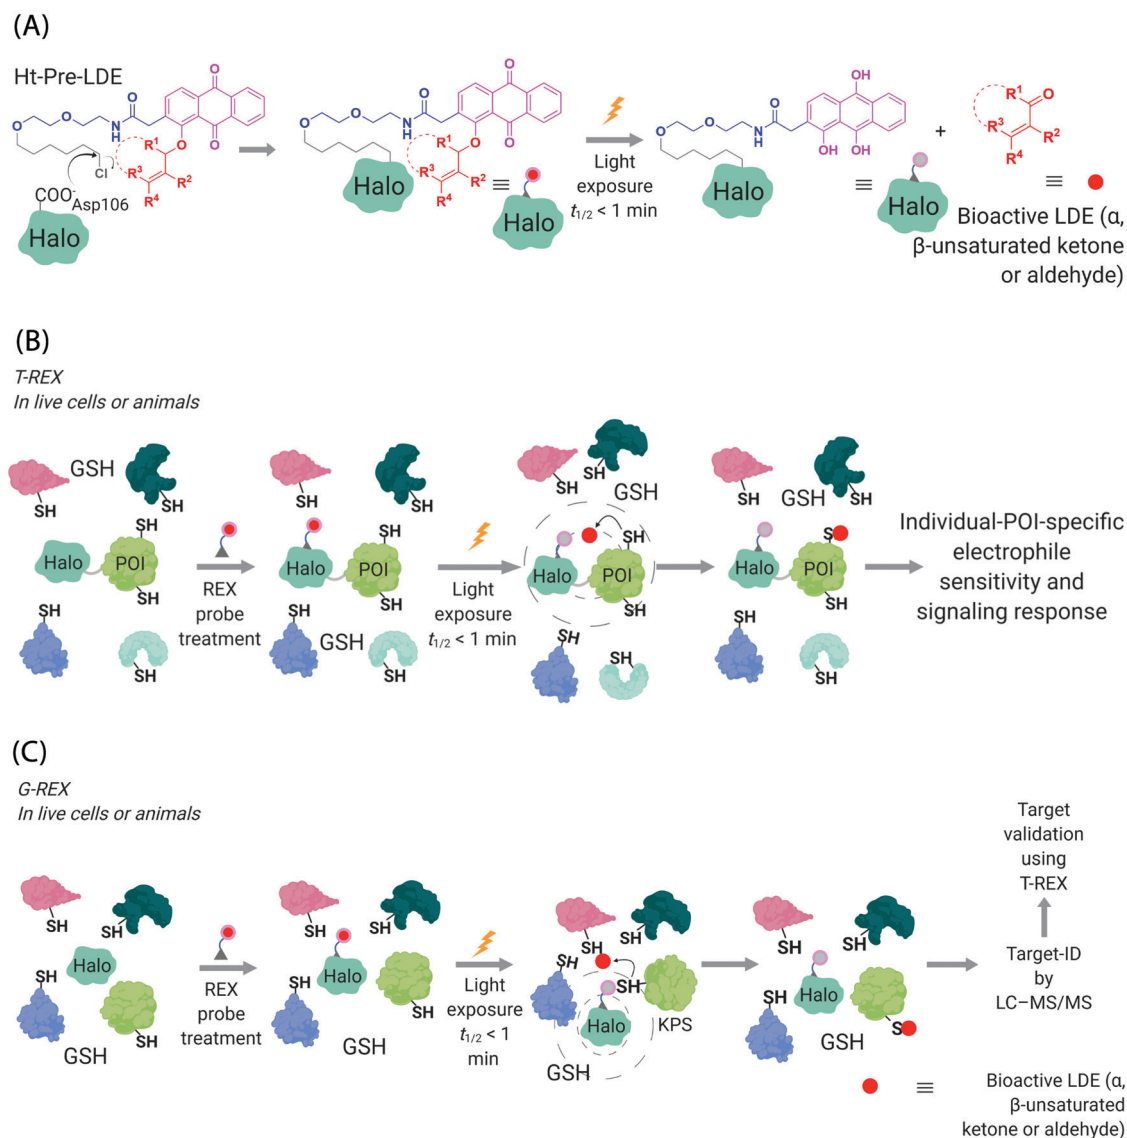 (A)
Ht-Pre-LDE
O
O
N
H
O
O
O
O
R¹
R³
R²
R⁴
Cl
COO⁻
Asp106
Halo
O
O
N
H
O
O
O
O
R¹
R³
R²
R⁴
Halo
≡
Halo
Light
exposure
t1/2 < 1 min
O
O
N
H
O
OH
OH
OH
Halo
≡
Halo
+
R¹
O
R³
R²
R⁴
≡
Bioactive LDE (α,
β-unsaturated ketone
or aldehyde)
(B)
T-REX
In live cells or animals
GSH
SH
SH
SH
Halo
POI
SH
SH
SH
REX
probe
treatment
SH
SH
SH
Halo
POI
SH
SH
GSH
SH
Light
exposure
t1/2 < 1 min
SH
SH
GSH
SH
Halo
POI
SH
SH
SH
SH
GSH
SH
S
Halo
POI
SH
SH
SH
Individual-POI-specific
electrophile
sensitivity and
signaling response
(C)
G-REX
In live cells or animals
SH
SH
Halo
SH
SH
GSH
REX
probe
treatment
SH
SH
Halo
SH
SH
GSH
Light
exposure
t1/2 < 1
min
SH
SH
SH
SH
Halo
KPS
GSH
SH
SH
Halo
SH
S
GSH
Target
validation
using
T-REX
Target-ID
by
LC–MS/MS
≡
Bioactive LDE (α,
β-unsaturated
ketone or aldehyde)